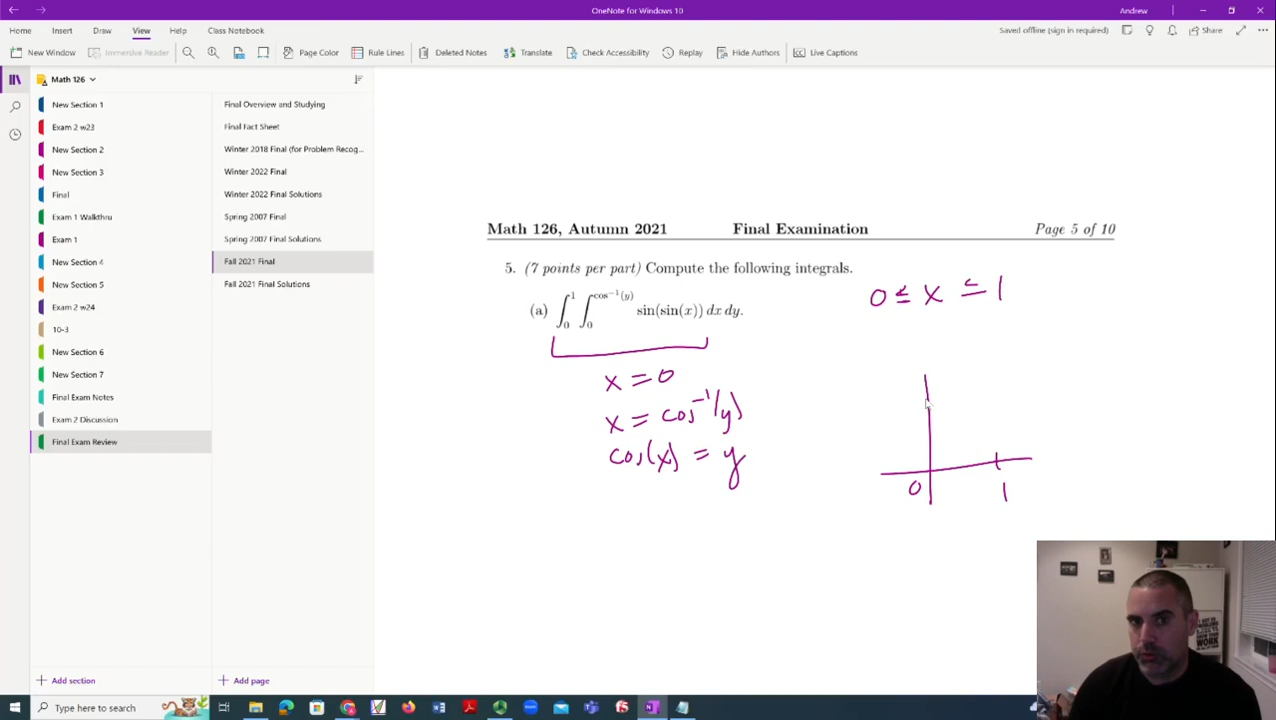 OneNote for Windows 10
Andrew
Home Insert Draw View Help Class Notebook
Saved offline (sign in required)
Share
New Window
Immersive Reader
Page Color
Rule Lines
Deleted Notes
Translate
Check Accessibility
Replay
Hide Authors
Live Captions
Math 126
New Section 1
Exam 2 w23
New Section 2
New Section 3
Final
Exam 1 Walkthru
Exam 1
New Section 4
New Section 5
Exam 2 w24
10-3
New Section 6
New Section 7
Final Exam Notes
Exam 2 Discussion
Final Exam Review
Add section
Final Overview and Studying
Final Fact Sheet
Winter 2018 Final (for Problem Recog...
Winter 2022 Final
Winter 2022 Final Solutions
Spring 2007 Final
Spring 2007 Final Solutions
Fall 2021 Final
Fall 2021 Final Solutions
Add page
Math 126, Autumn 2021 Final Examination Page 5 of 10
5. (7 points per part) Compute the following integrals.
(a) ∫₀¹ ∫₀^{cos⁻¹(y)} sin(sin(x)) dx dy.
0 ≤ x ≤ 1
x = 0
x = cos⁻¹(y)
cos(x) = y
0 1
Type here to search